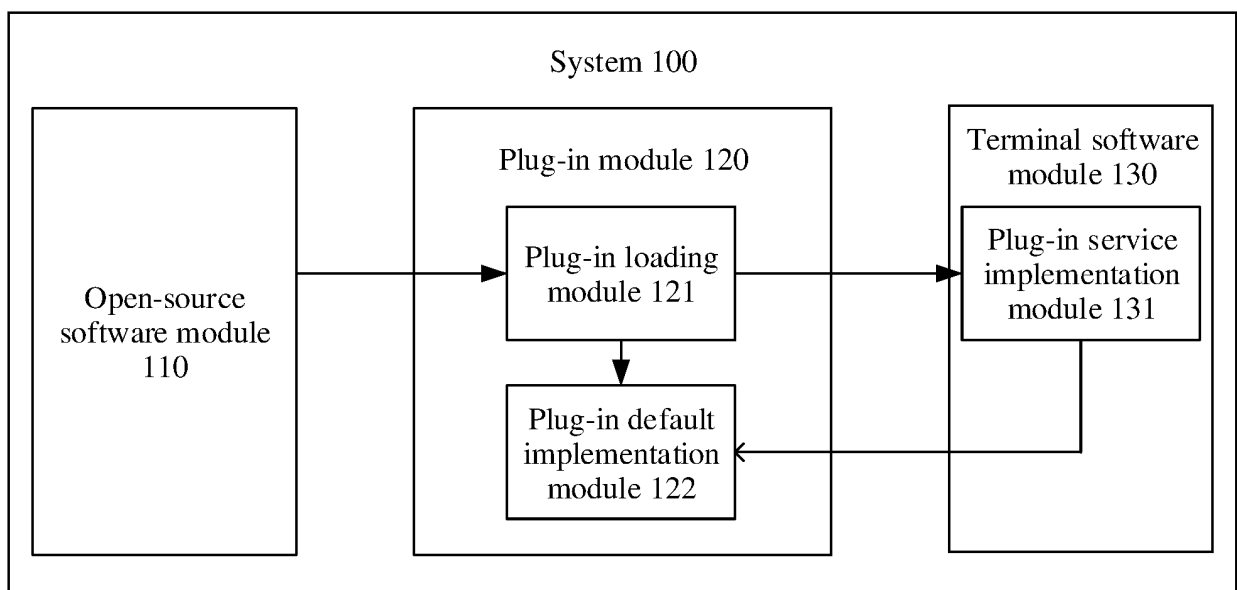 System 100
Open-source
software module
110
Plug-in module 120
Plug-in loading
module 121
Plug-in default
implementation
module 122
Terminal software
module 130
Plug-in service
implementation
module 131